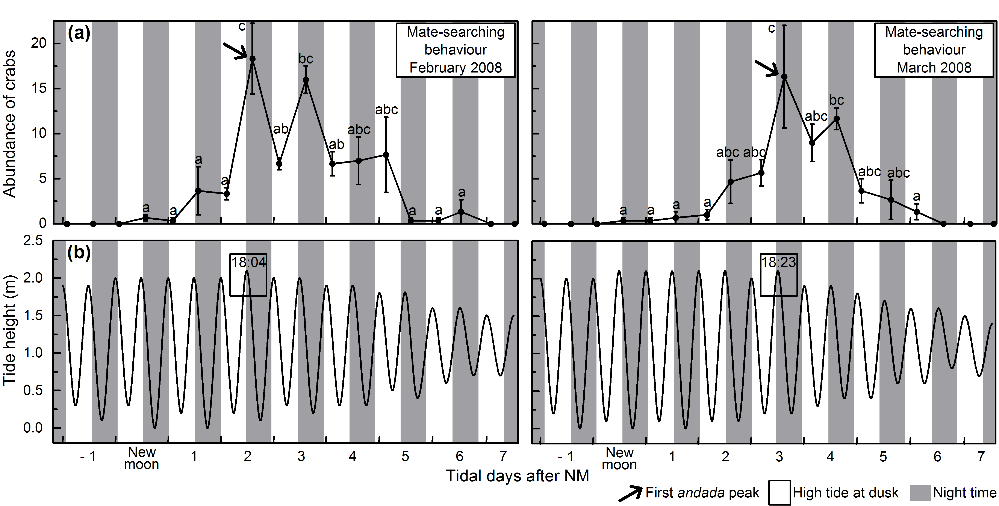 (a)
Abundance of crabs
20
15
10
5
0
a
a
a
a
c
ab
bc
ab
abc
abc
a
a
a
Mate-searching
behaviour
February 2008
a
a
a
a
abc
abc
c
abc
bc
abc
abc
a
Mate-searching
behaviour
March 2008
(b)
Tide height (m)
2.5
2.0
1.5
1.0
0.5
0.0
18:04
18:23
- 1
New
moon
1
2
3
4
5
6
7
- 1
New
moon
1
2
3
4
5
6
7
Tidal days after NM
First andada peak
High tide at dusk
Night time